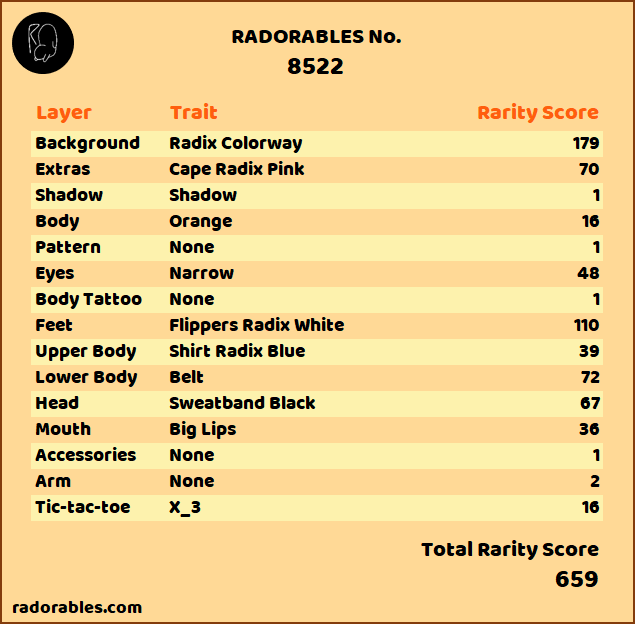 RADORABLES No.
8522
Layer Trait Rarity Score
Background Radix Colorway 179
Extras Cape Radix Pink 70
Shadow Shadow 1
Body Orange 16
Pattern None 1
Eyes Narrow 48
Body Tattoo None 1
Feet Flippers Radix White 110
Upper Body Shirt Radix Blue 39
Lower Body Belt 72
Head Sweatband Black 67
Mouth Big Lips 36
Accessories None 1
Arm None 2
Tic-tac-toe X_3 16
Total Rarity Score
659
radorables.com